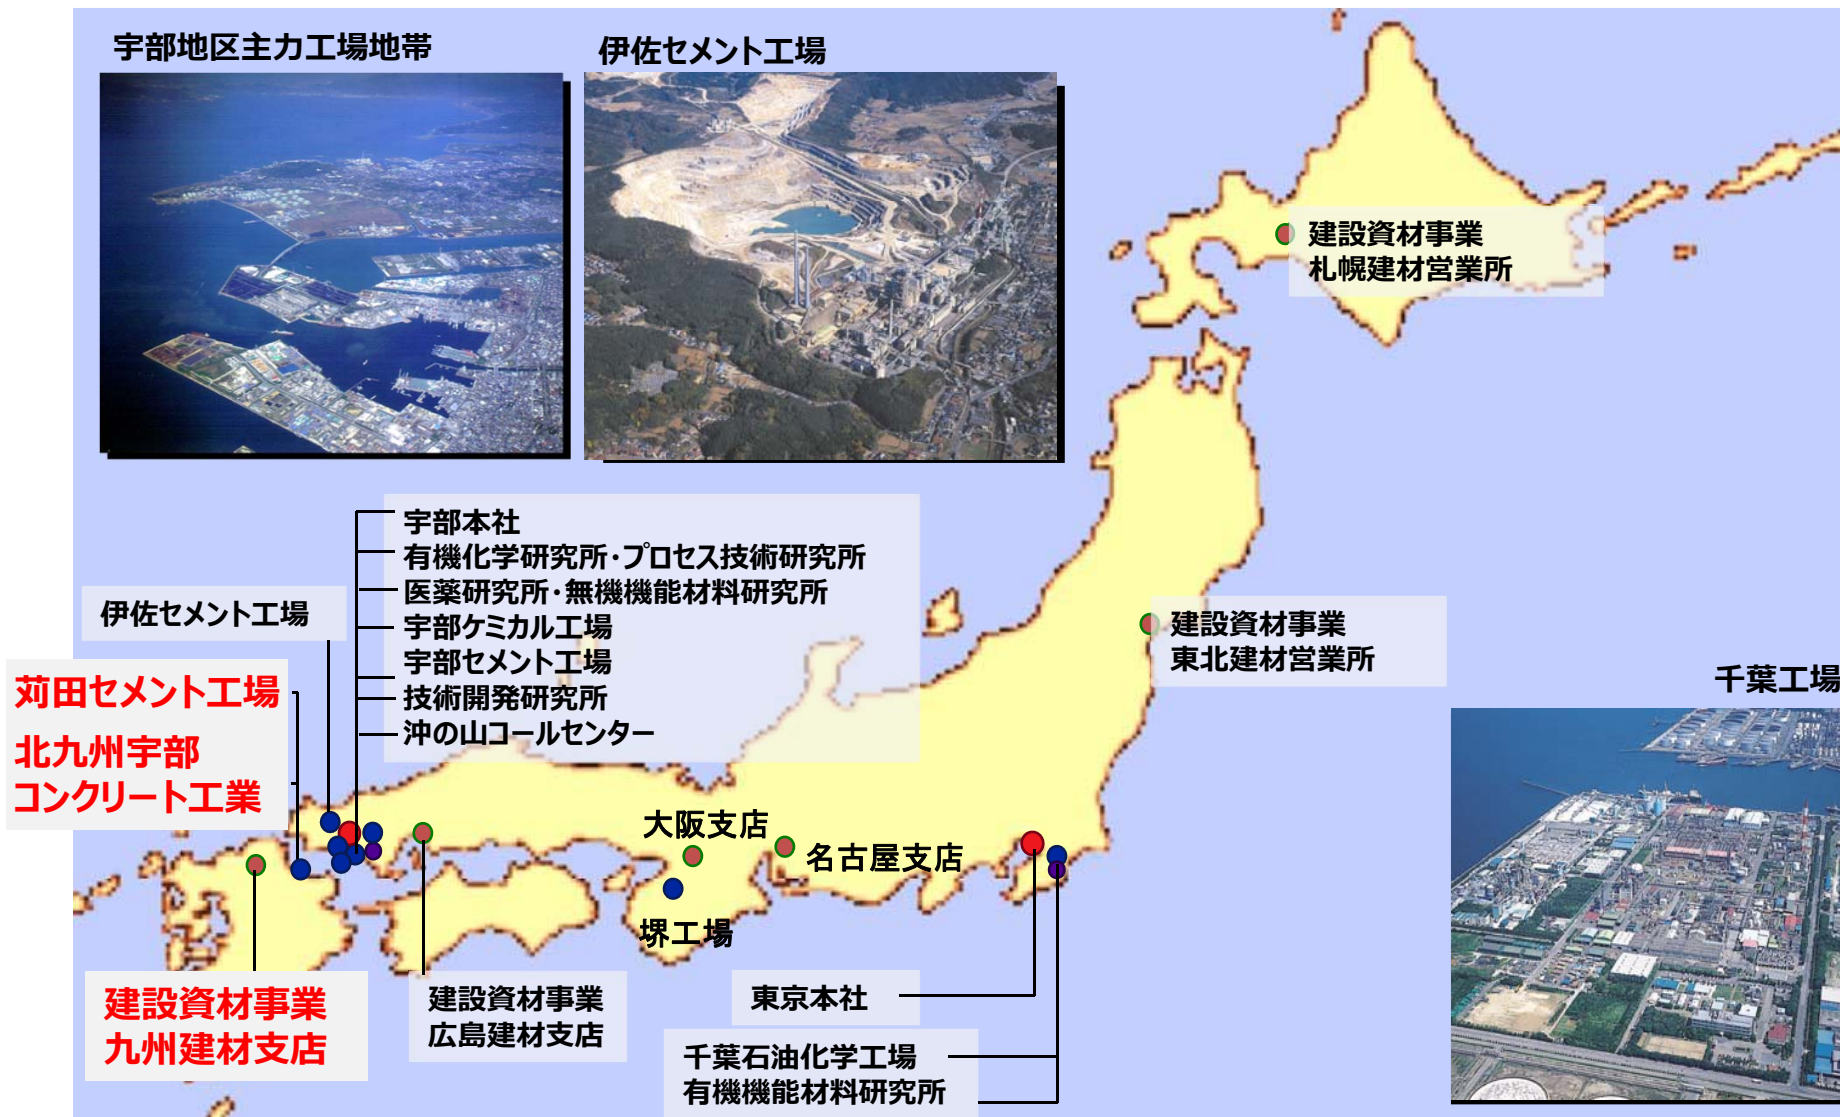 宇部地区主力工場地帯
伊佐セメント工場
建設資材事業
札幌建材営業所
宇部本社
有機化学研究所・プロセス技術研究所
医薬研究所・無機機能材料研究所
宇部ケミカル工場
宇部セメント工場
技術開発研究所
沖の山コールセンター
伊佐セメント工場
苅田セメント工場
北九州宇部
コンクリート工業
建設資材事業
東北建材営業所
千葉工場
大阪支店
名古屋支店
堺工場
建設資材事業
九州建材支店
建設資材事業
広島建材支店
東京本社
千葉石油化学工場
有機機能材料研究所